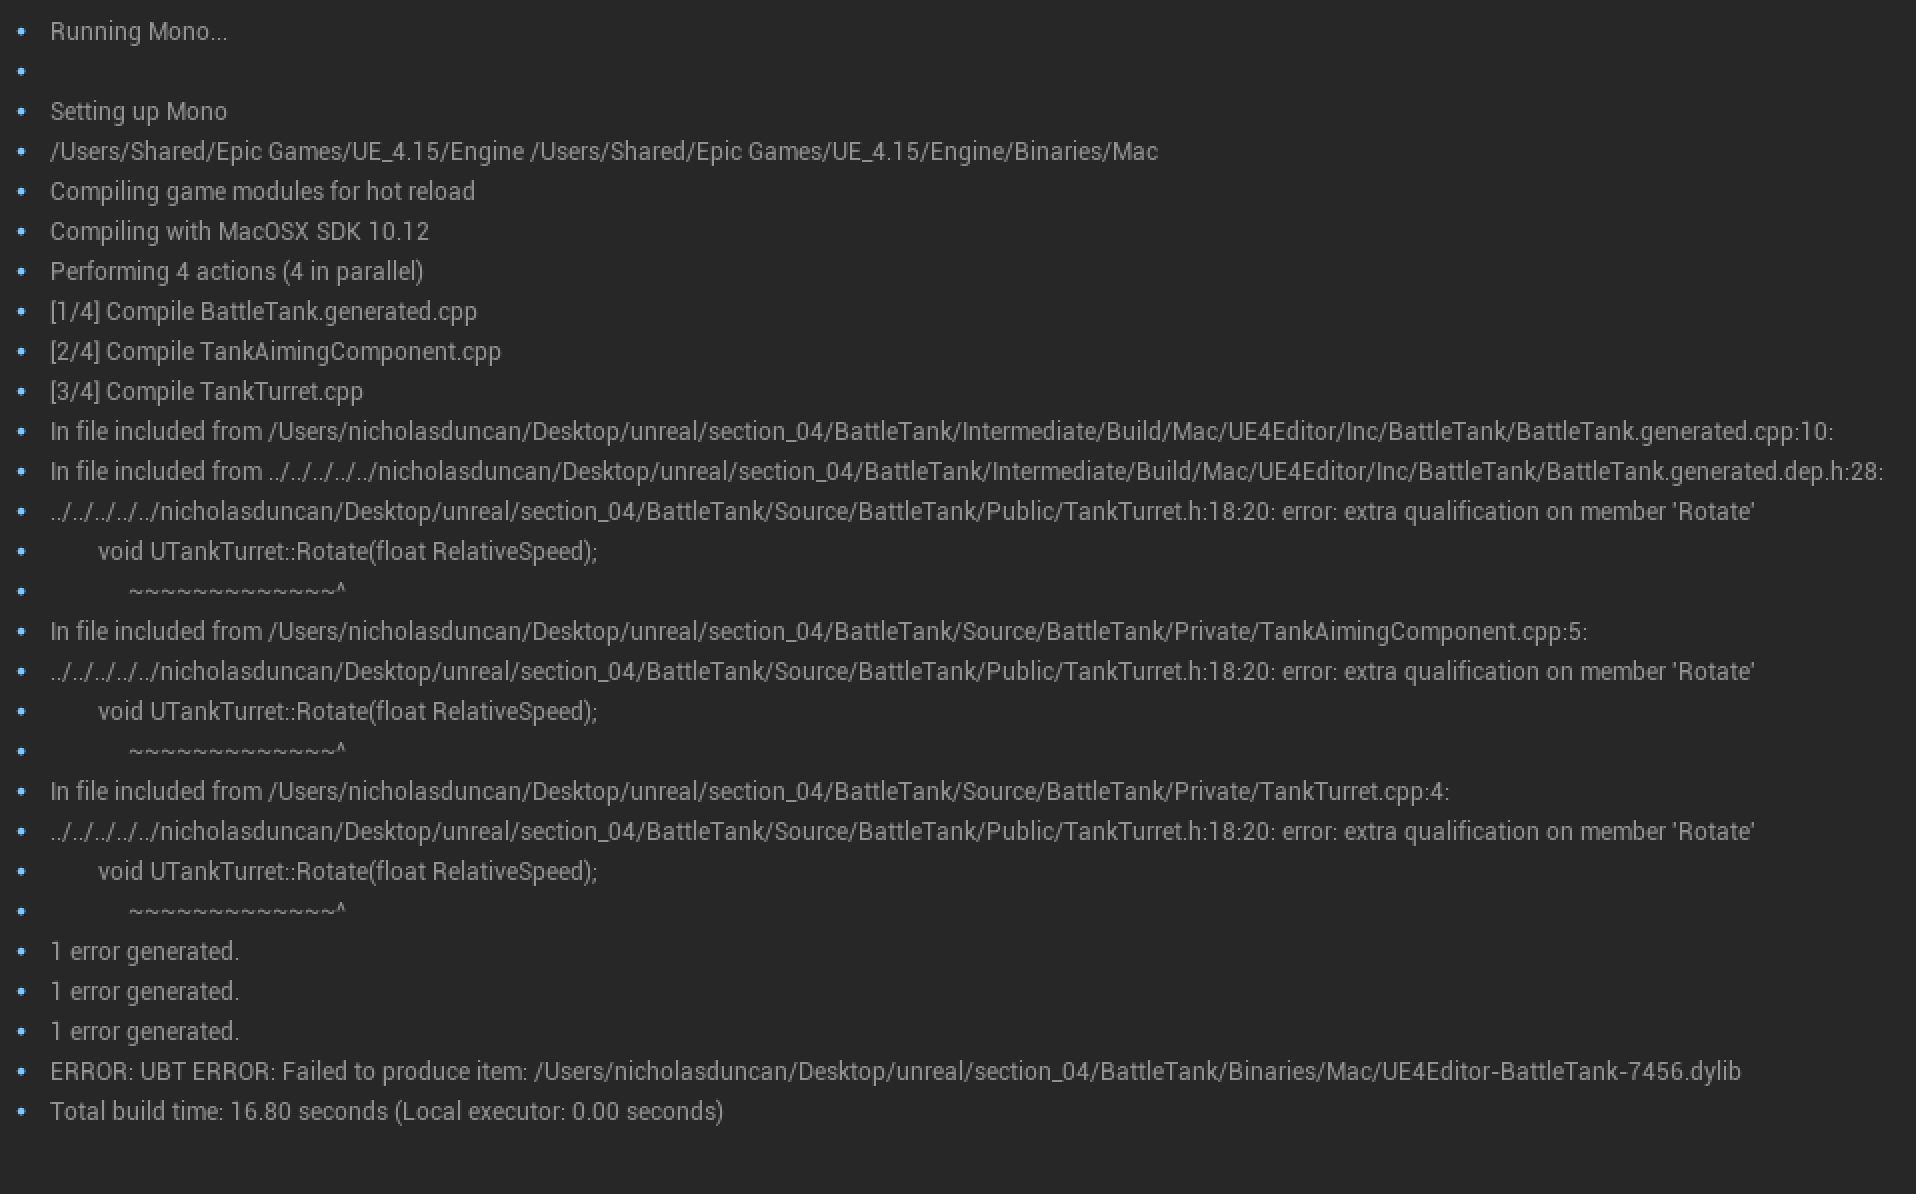 Running Mono...
Setting up Mono
/Users/Shared/Epic Games/UE_4.15/Engine /Users/Shared/Epic Games/UE_4.15/Engine/Binaries/Mac
Compiling game modules for hot reload
Compiling with MacOSX SDK 10.12
Performing 4 actions (4 in parallel)
[1/4] Compile BattleTank.generated.cpp
[2/4] Compile TankAimingComponent.cpp
[3/4] Compile TankTurret.cpp
In file included from /Users/nicholasduncan/Desktop/unreal/section_04/BattleTank/Intermediate/Build/Mac/UE4Editor/Inc/BattleTank/BattleTank.generated.cpp:10:
In file included from ../../../../../nicholasduncan/Desktop/unreal/section_04/BattleTank/Intermediate/Build/Mac/UE4Editor/Inc/BattleTank/BattleTank.generated.dep.h:28:
../../../../../nicholasduncan/Desktop/unreal/section_04/BattleTank/Source/BattleTank/Public/TankTurret.h:18:20: error: extra qualification on member 'Rotate'
void UTankTurret::Rotate(float RelativeSpeed);
~~~~~~~~~~~~~^
In file included from /Users/nicholasduncan/Desktop/unreal/section_04/BattleTank/Source/BattleTank/Private/TankAimingComponent.cpp:5:
../../../../../nicholasduncan/Desktop/unreal/section_04/BattleTank/Source/BattleTank/Public/TankTurret.h:18:20: error: extra qualification on member 'Rotate'
void UTankTurret::Rotate(float RelativeSpeed);
~~~~~~~~~~~~~^
In file included from /Users/nicholasduncan/Desktop/unreal/section_04/BattleTank/Source/BattleTank/Private/TankTurret.cpp:4:
../../../../../nicholasduncan/Desktop/unreal/section_04/BattleTank/Source/BattleTank/Public/TankTurret.h:18:20: error: extra qualification on member 'Rotate'
void UTankTurret::Rotate(float RelativeSpeed);
~~~~~~~~~~~~~^
1 error generated.
1 error generated.
1 error generated.
ERROR: UBT ERROR: Failed to produce item: /Users/nicholasduncan/Desktop/unreal/section_04/BattleTank/Binaries/Mac/UE4Editor-BattleTank-7456.dylib
Total build time: 16.80 seconds (Local executor: 0.00 seconds)